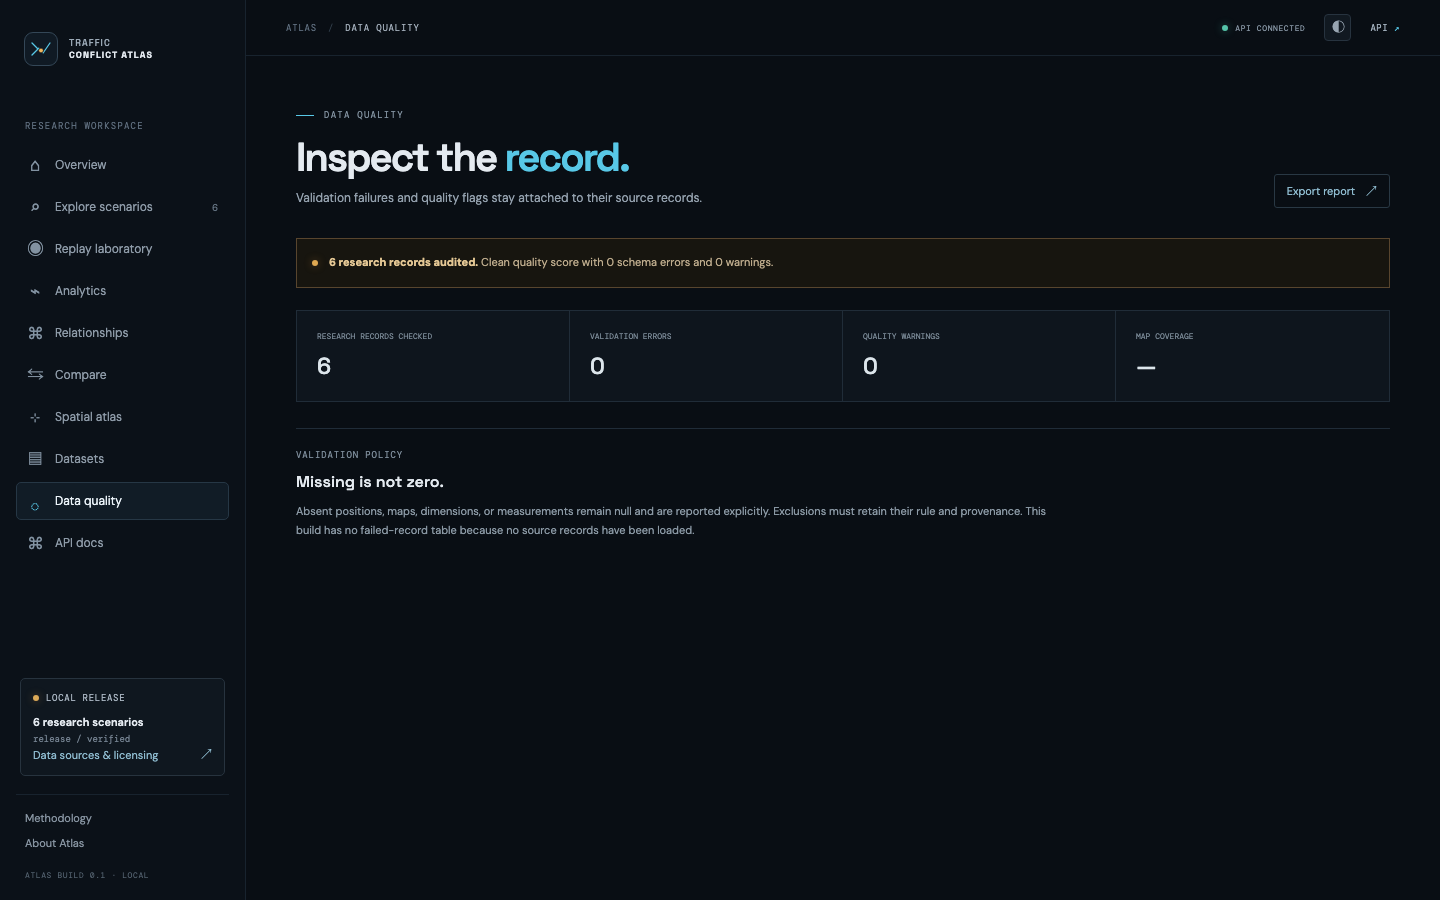 TRAFFIC
CONFLICT ATLAS
RESEARCH WORKSPACE
Overview
Explore scenarios 6
Replay laboratory
Analytics
Relationships
Compare
Spatial atlas
Datasets
Data quality
API docs
LOCAL RELEASE
6 research scenarios
release / verified
Data sources & licensing ↗
Methodology
About Atlas
ATLAS BUILD 0.1 · LOCAL
ATLAS / DATA QUALITY
API CONNECTED
API ↗
DATA QUALITY
Inspect the record.
Validation failures and quality flags stay attached to their source records.
Export report ↗
6 research records audited. Clean quality score with 0 schema errors and 0 warnings.
RESEARCH RECORDS CHECKED
6
VALIDATION ERRORS
0
QUALITY WARNINGS
0
MAP COVERAGE
—
VALIDATION POLICY
Missing is not zero.
Absent positions, maps, dimensions, or measurements remain null and are reported explicitly. Exclusions must retain their rule and provenance. This
build has no failed-record table because no source records have been loaded.